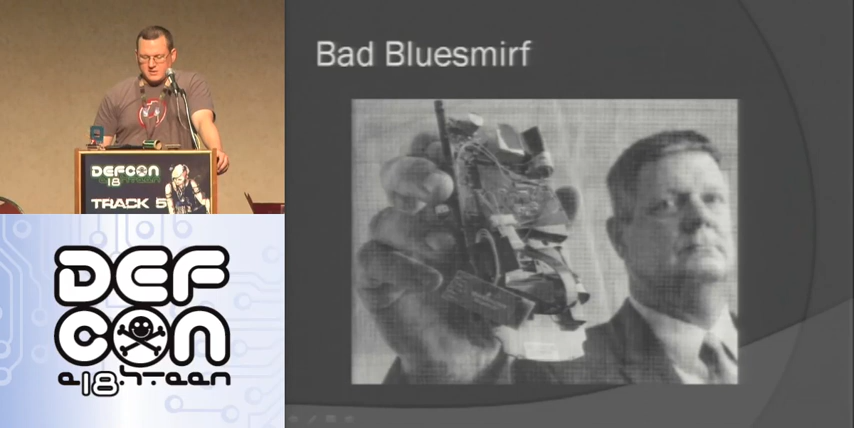 Bad Bluesmirf
DEFCON
18
TRACK 5
DEF
CON
e18hteen